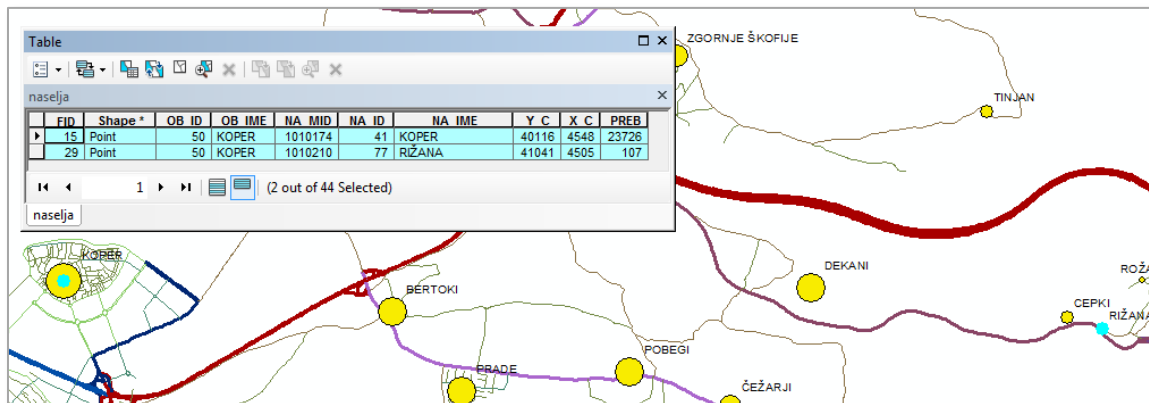 Table
naselja
FID Shape * OB_ID OB_IME NA_MID NA_ID NA_IME Y_C X_C PREB
15 Point 50 KOPER 1010174 41 KOPER 40116 4548 23726
29 Point 50 KOPER 1010210 77 RIŽANA 41041 4505 107
1 (2 out of 44 Selected)
naselja
ZGORNJE ŠKOFIJE
TINJAN
KOPER
BERTOKI
DEKANI
ROŽA
CEPKI
RIŽANA
POBEGI
PRADE
ČEŽARJI